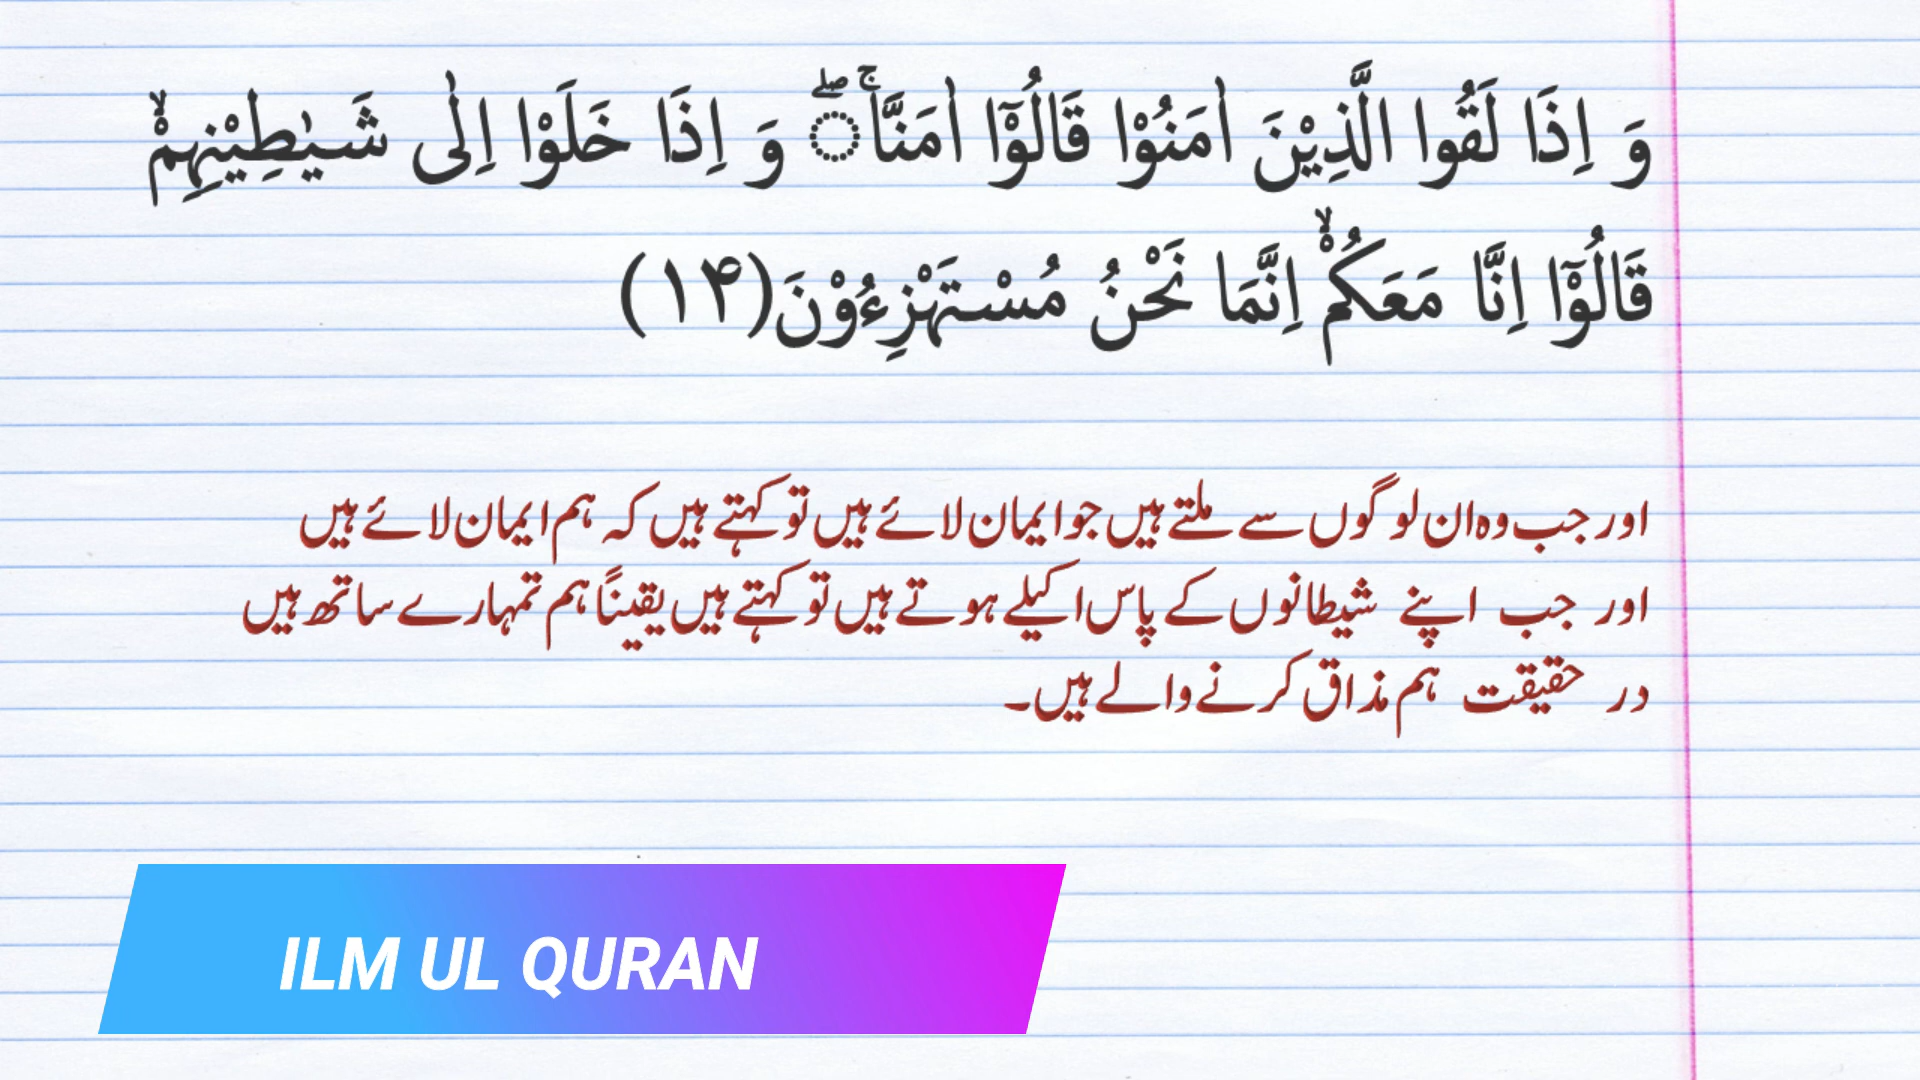 وَ اِذَا لَقُوا الَّذِیْنَ اٰمَنُوْا قَالُوْۤا اٰمَنَّاۚۖ وَ اِذَا خَلَوْا اِلٰى شَیٰطِیْنِهِمْۙ
قَالُوْۤا اِنَّا مَعَكُمْۙ اِنَّمَا نَحْنُ مُسْتَهْزِءُوْنَ(۱۴)
اور جب وہ ان لوگوں سے ملتے ہیں جو ایمان لائے ہیں تو کہتے ہیں کہ ہم ایمان لائے ہیں
اور جب اپنے شیطانوں کے پاس اکیلے ہوتے ہیں تو کہتے ہیں یقیناً ہم تمہارے ساتھ ہیں
در حقیقت ہم مذاق کرنے والے ہیں۔
ILM UL QURAN